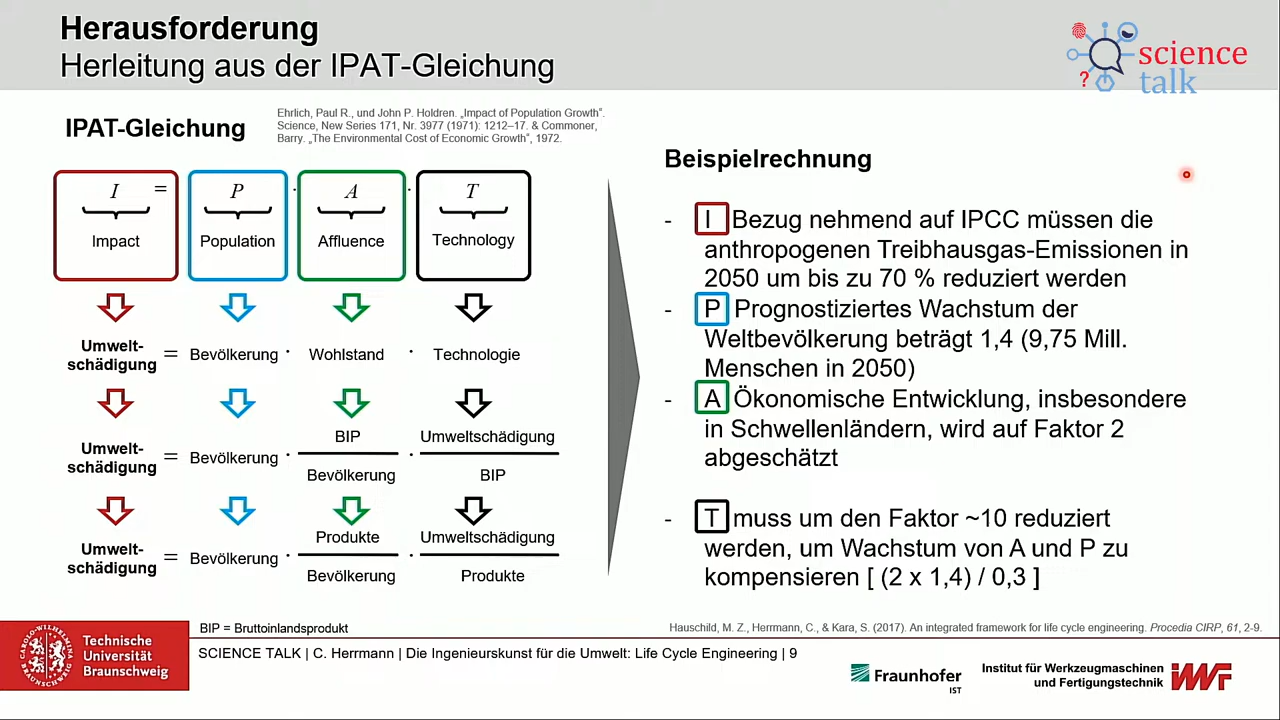 Herausforderung
Herleitung aus der IPAT-Gleichung
science
talk
?
IPAT-Gleichung
Ehrlich, Paul R., und John P. Holdren. „Impact of Population Growth“.
Science, New Series 171, Nr. 3977 (1971): 1212–17. & Commoner,
Barry. „The Environmental Cost of Economic Growth“, 1972.
I = P · A · T
Impact Population Affluence Technology
Umwelt-
schädigung = Bevölkerung · Wohlstand · Technologie
BIP Umweltschädigung
Umwelt-
schädigung = Bevölkerung · ·
Bevölkerung BIP
Produkte Umweltschädigung
Umwelt-
schädigung = Bevölkerung · ·
Bevölkerung Produkte
BIP = Bruttoinlandsprodukt
Beispielrechnung
- I Bezug nehmend auf IPCC müssen die
anthropogenen Treibhausgas-Emissionen in
2050 um bis zu 70 % reduziert werden
- P Prognostiziertes Wachstum der
Weltbevölkerung beträgt 1,4 (9,75 Mill.
Menschen in 2050)
- A Ökonomische Entwicklung, insbesondere
in Schwellenländern, wird auf Faktor 2
abgeschätzt
- T muss um den Faktor ~10 reduziert
werden, um Wachstum von A und P zu
kompensieren [ (2 x 1,4) / 0,3 ]
Hauschild, M. Z., Herrmann, C., & Kara, S. (2017). An integrated framework for life cycle engineering. Procedia CIRP, 61, 2-9.
Technische
Universität
Braunschweig
SCIENCE TALK | C. Herrmann | Die Ingenieurskunst für die Umwelt: Life Cycle Engineering | 9
Fraunhofer
IST
Institut für Werkzeugmaschinen
und Fertigungstechnik
IWF